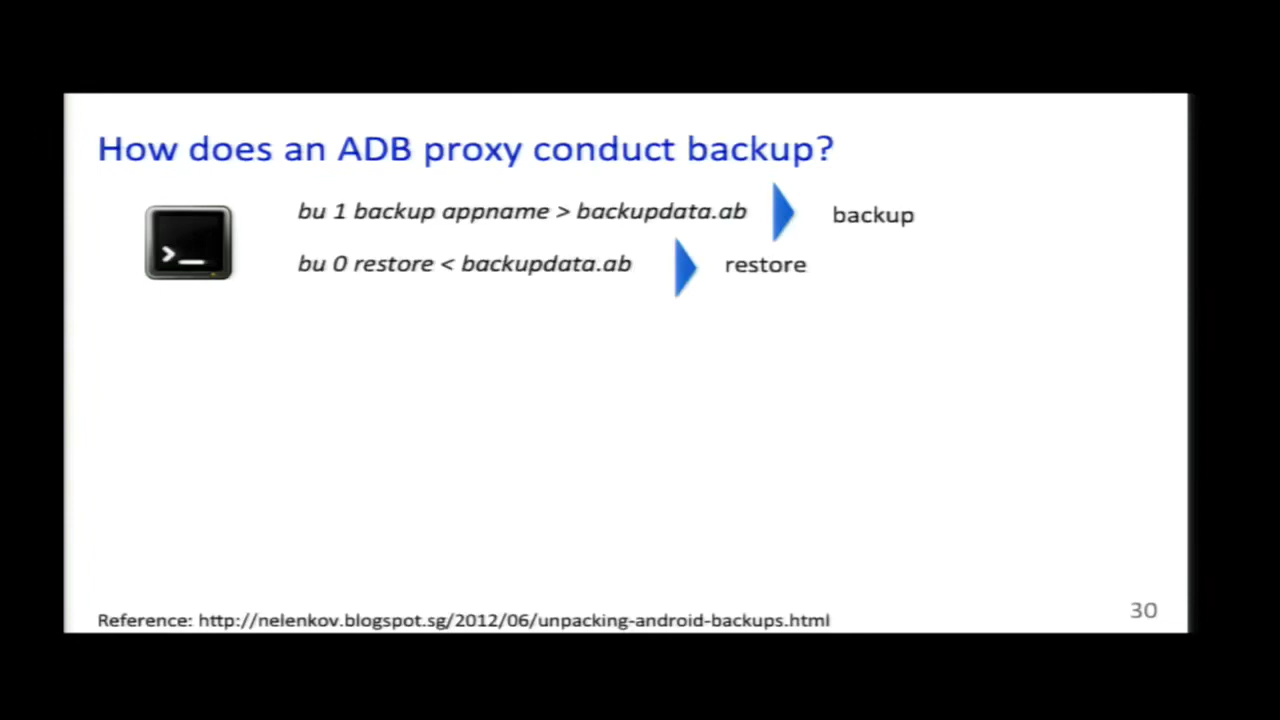 How does an ADB proxy conduct backup?
bu 1 backup appname > backupdata.ab
backup
bu 0 restore < backupdata.ab
restore
Reference: http://nelenkov.blogspot.sg/2012/06/unpacking-android-backups.html
30